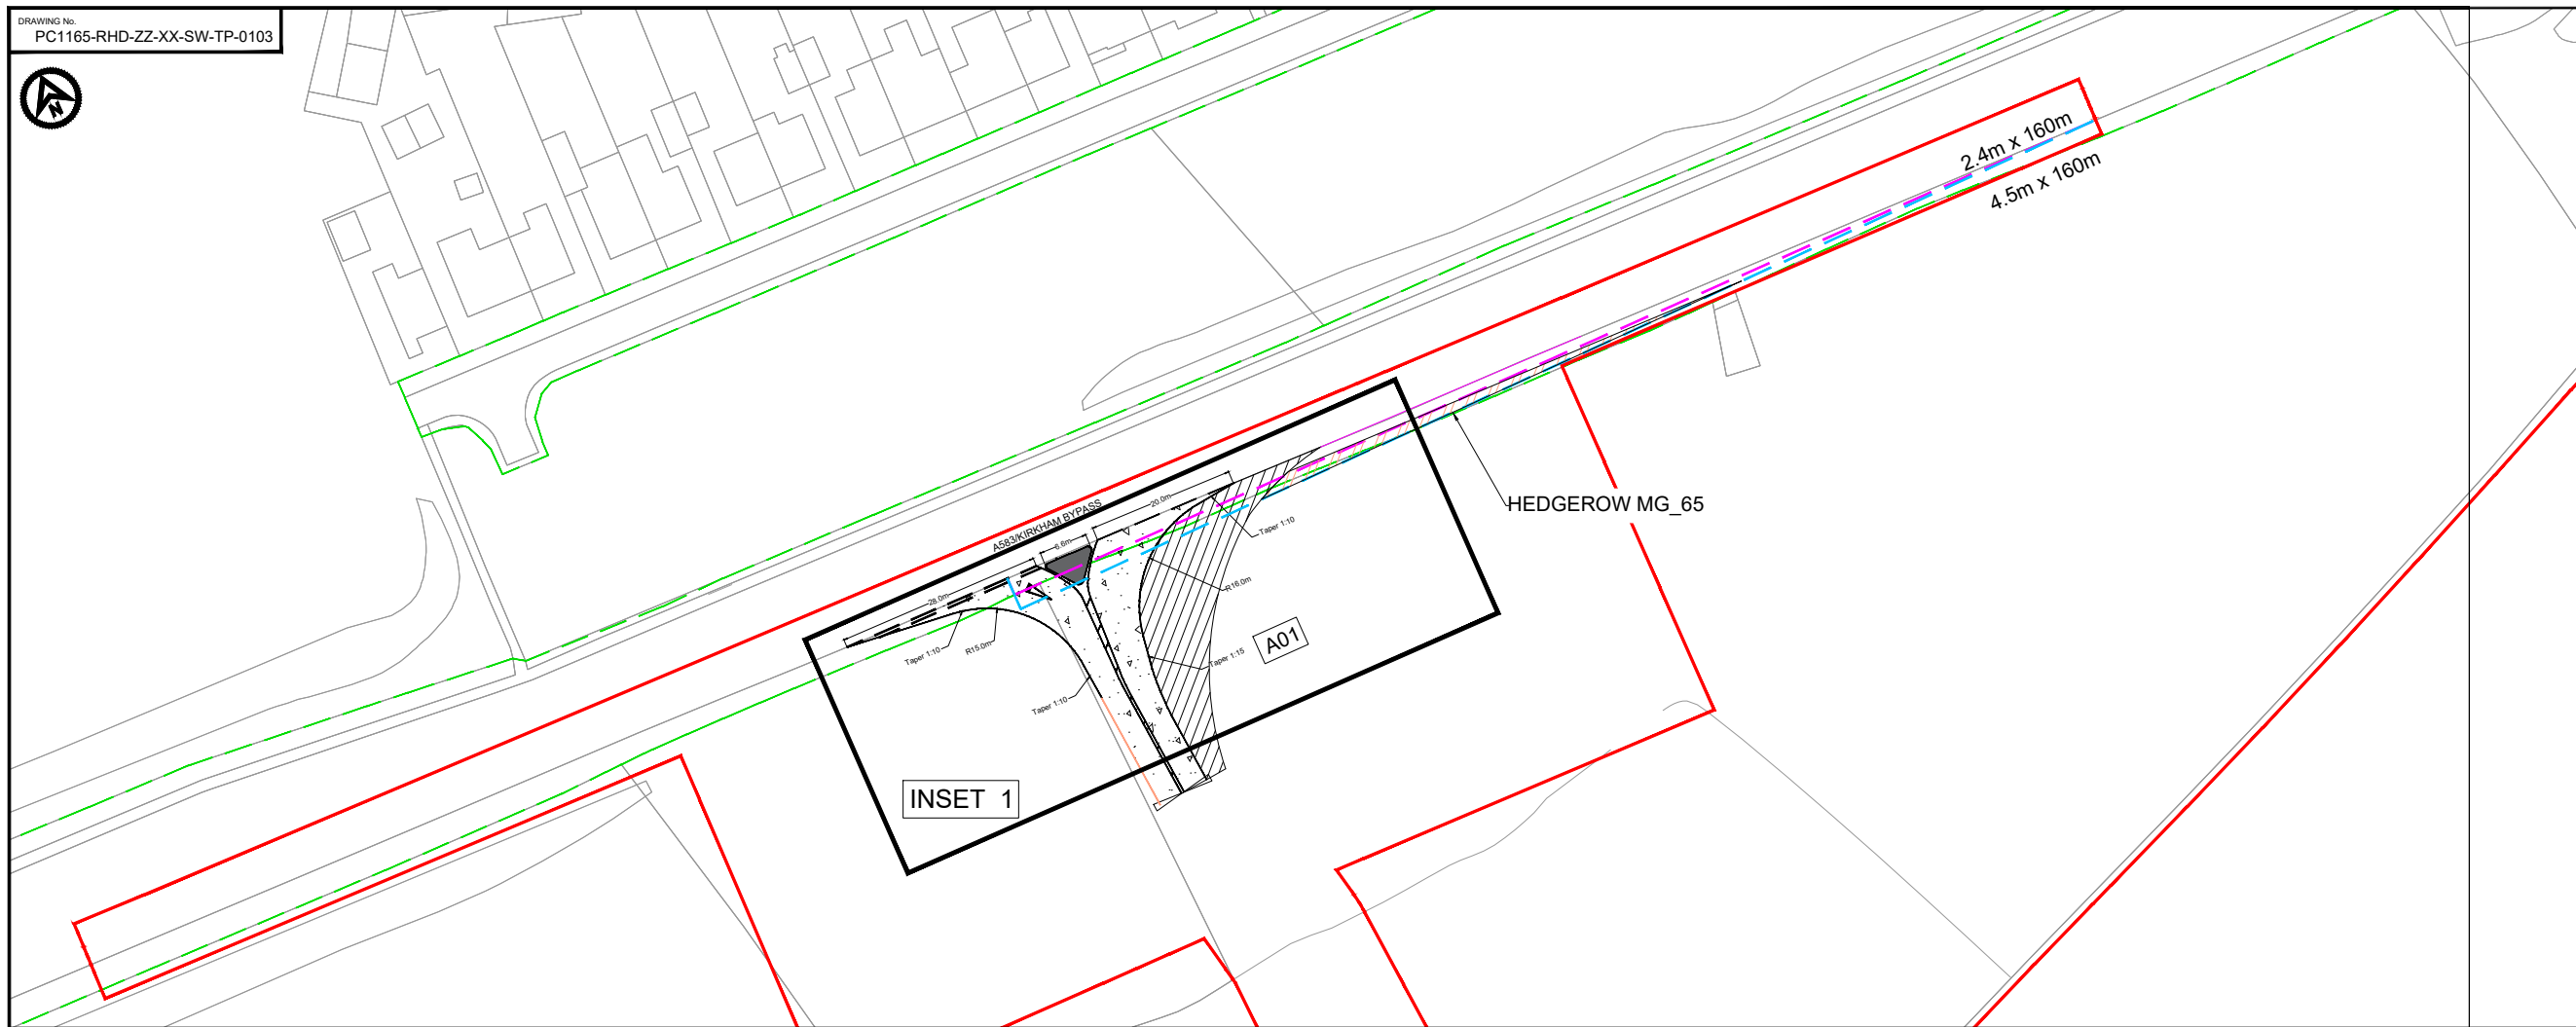 DRAWING No.
PC1165-RHD-ZZ-XX-SW-TP-0103
N
2.4m x 160m
4.5m x 160m
HEDGEROW MG_65
A583/KIRKHAM BYPASS
20.0m
8.6m
28.0m
Taper 1:10
R16.0m
A01
Taper 1:10
R15.0m
Taper 1:15
Taper 1:10
INSET 1